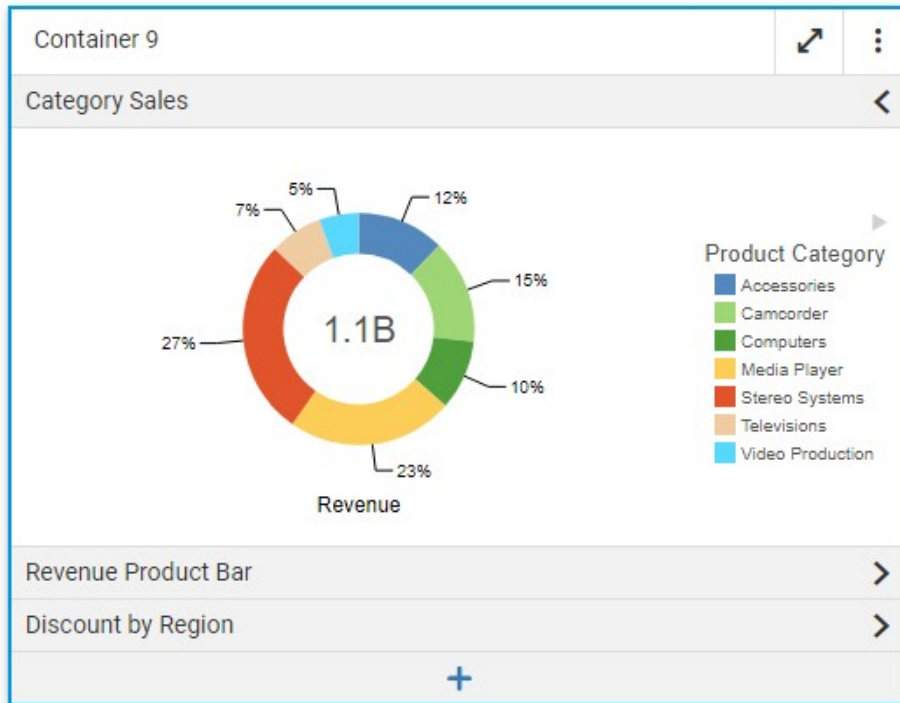 Container 9
Category Sales
5%
12%
7%
15%
Product Category
Accessories
Camcorder
1.1B
Computers
27%
Media Player
10%
Stereo Systems
Televisions
Video Production
23%
Revenue
Revenue Product Bar
Discount by Region